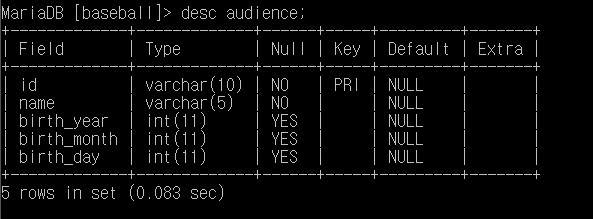 MariaDB [baseball]> desc audience;
+-------------+-------------+------+-----+---------+-------+
| Field       | Type        | Null | Key | Default | Extra |
+-------------+-------------+------+-----+---------+-------+
| id          | varchar(10) | NO   | PRI | NULL    |       |
| name        | varchar(5)  | NO   |     | NULL    |       |
| birth_year  | int(11)     | YES  |     | NULL    |       |
| birth_month | int(11)     | YES  |     | NULL    |       |
| birth_day   | int(11)     | YES  |     | NULL    |       |
+-------------+-------------+------+-----+---------+-------+
5 rows in set (0.083 sec)